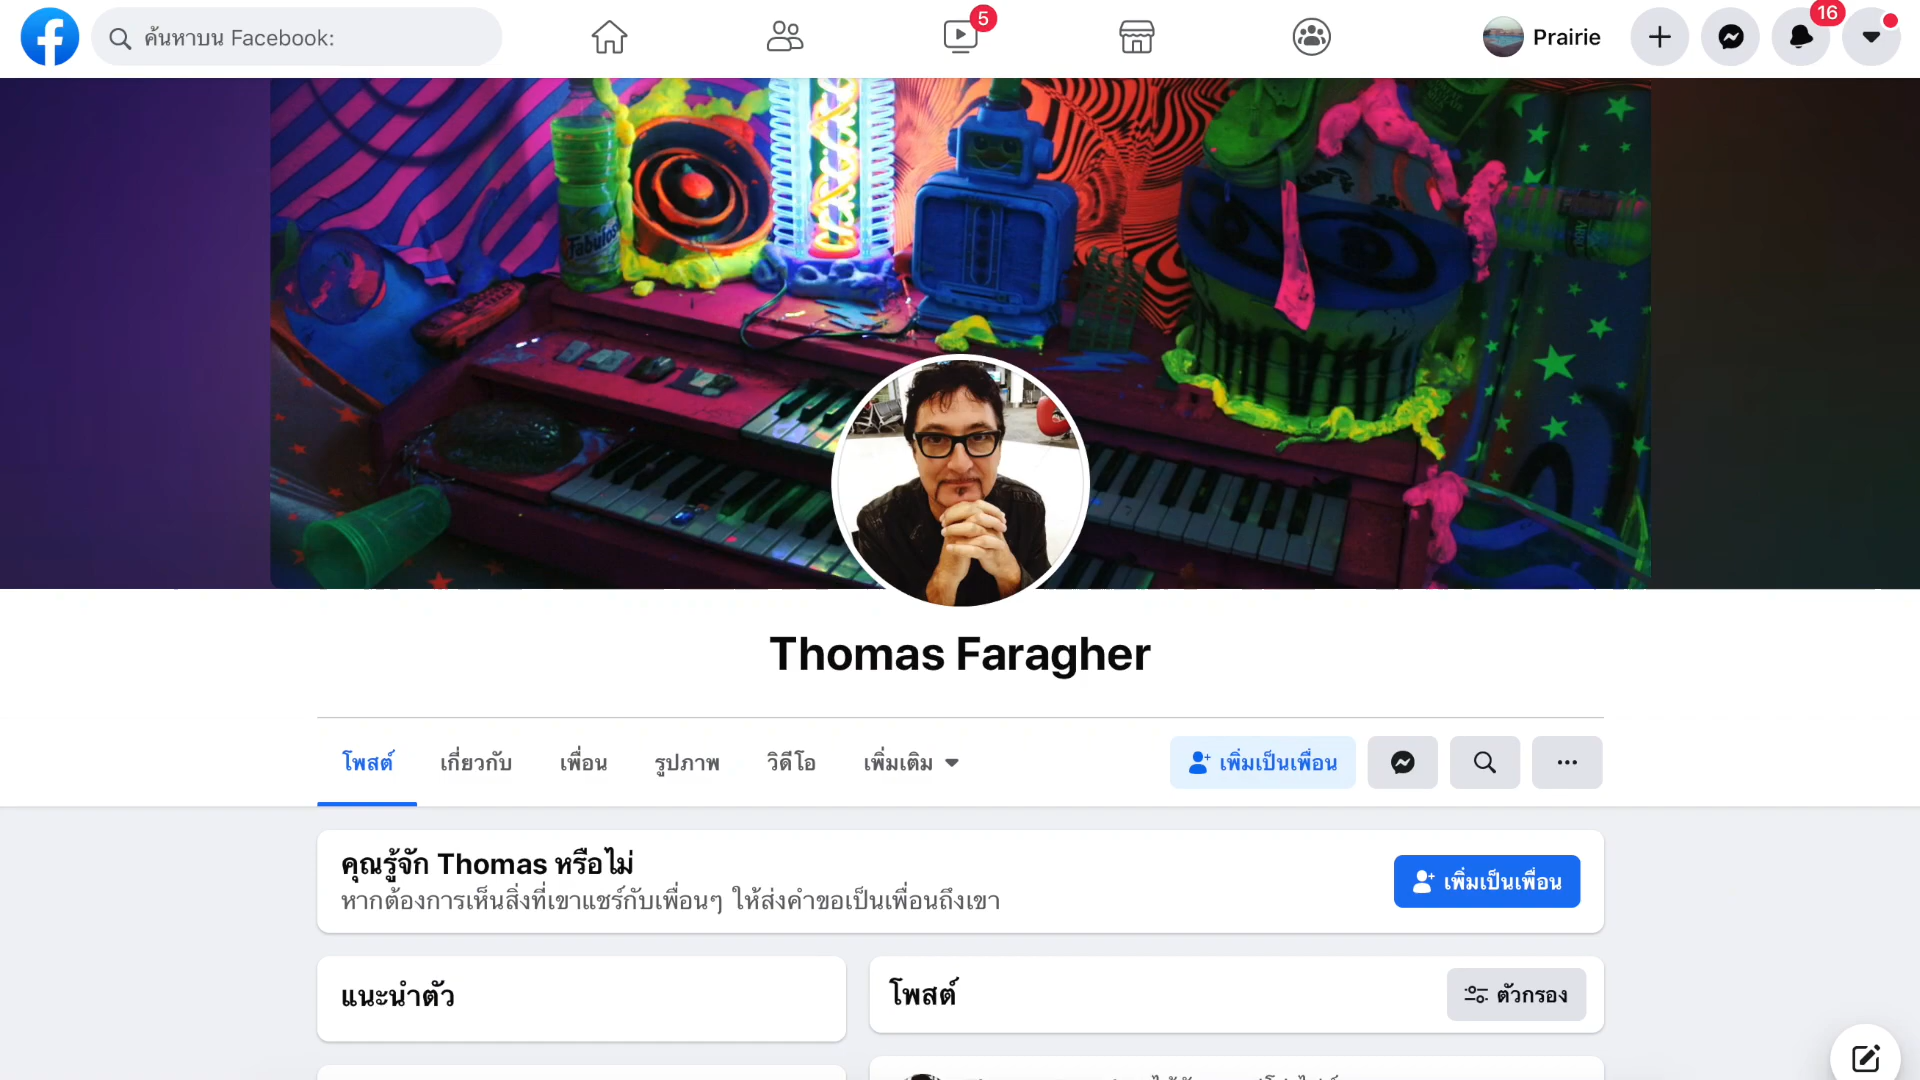 ค้นหาบน Facebook:
5
Prairie
16
Fabuloso
Thomas Faragher
โพสต์
เกี่ยวกับ
เพื่อน
รูปภาพ
วิดีโอ
เพิ่มเติม
เพิ่มเป็นเพื่อน
คุณรู้จัก Thomas หรือไม่
หากต้องการเห็นสิ่งที่เขาแชร์กับเพื่อนๆ ให้ส่งคำขอเป็นเพื่อนถึงเขา
เพิ่มเป็นเพื่อน
แนะนำตัว
โพสต์
ตัวกรอง